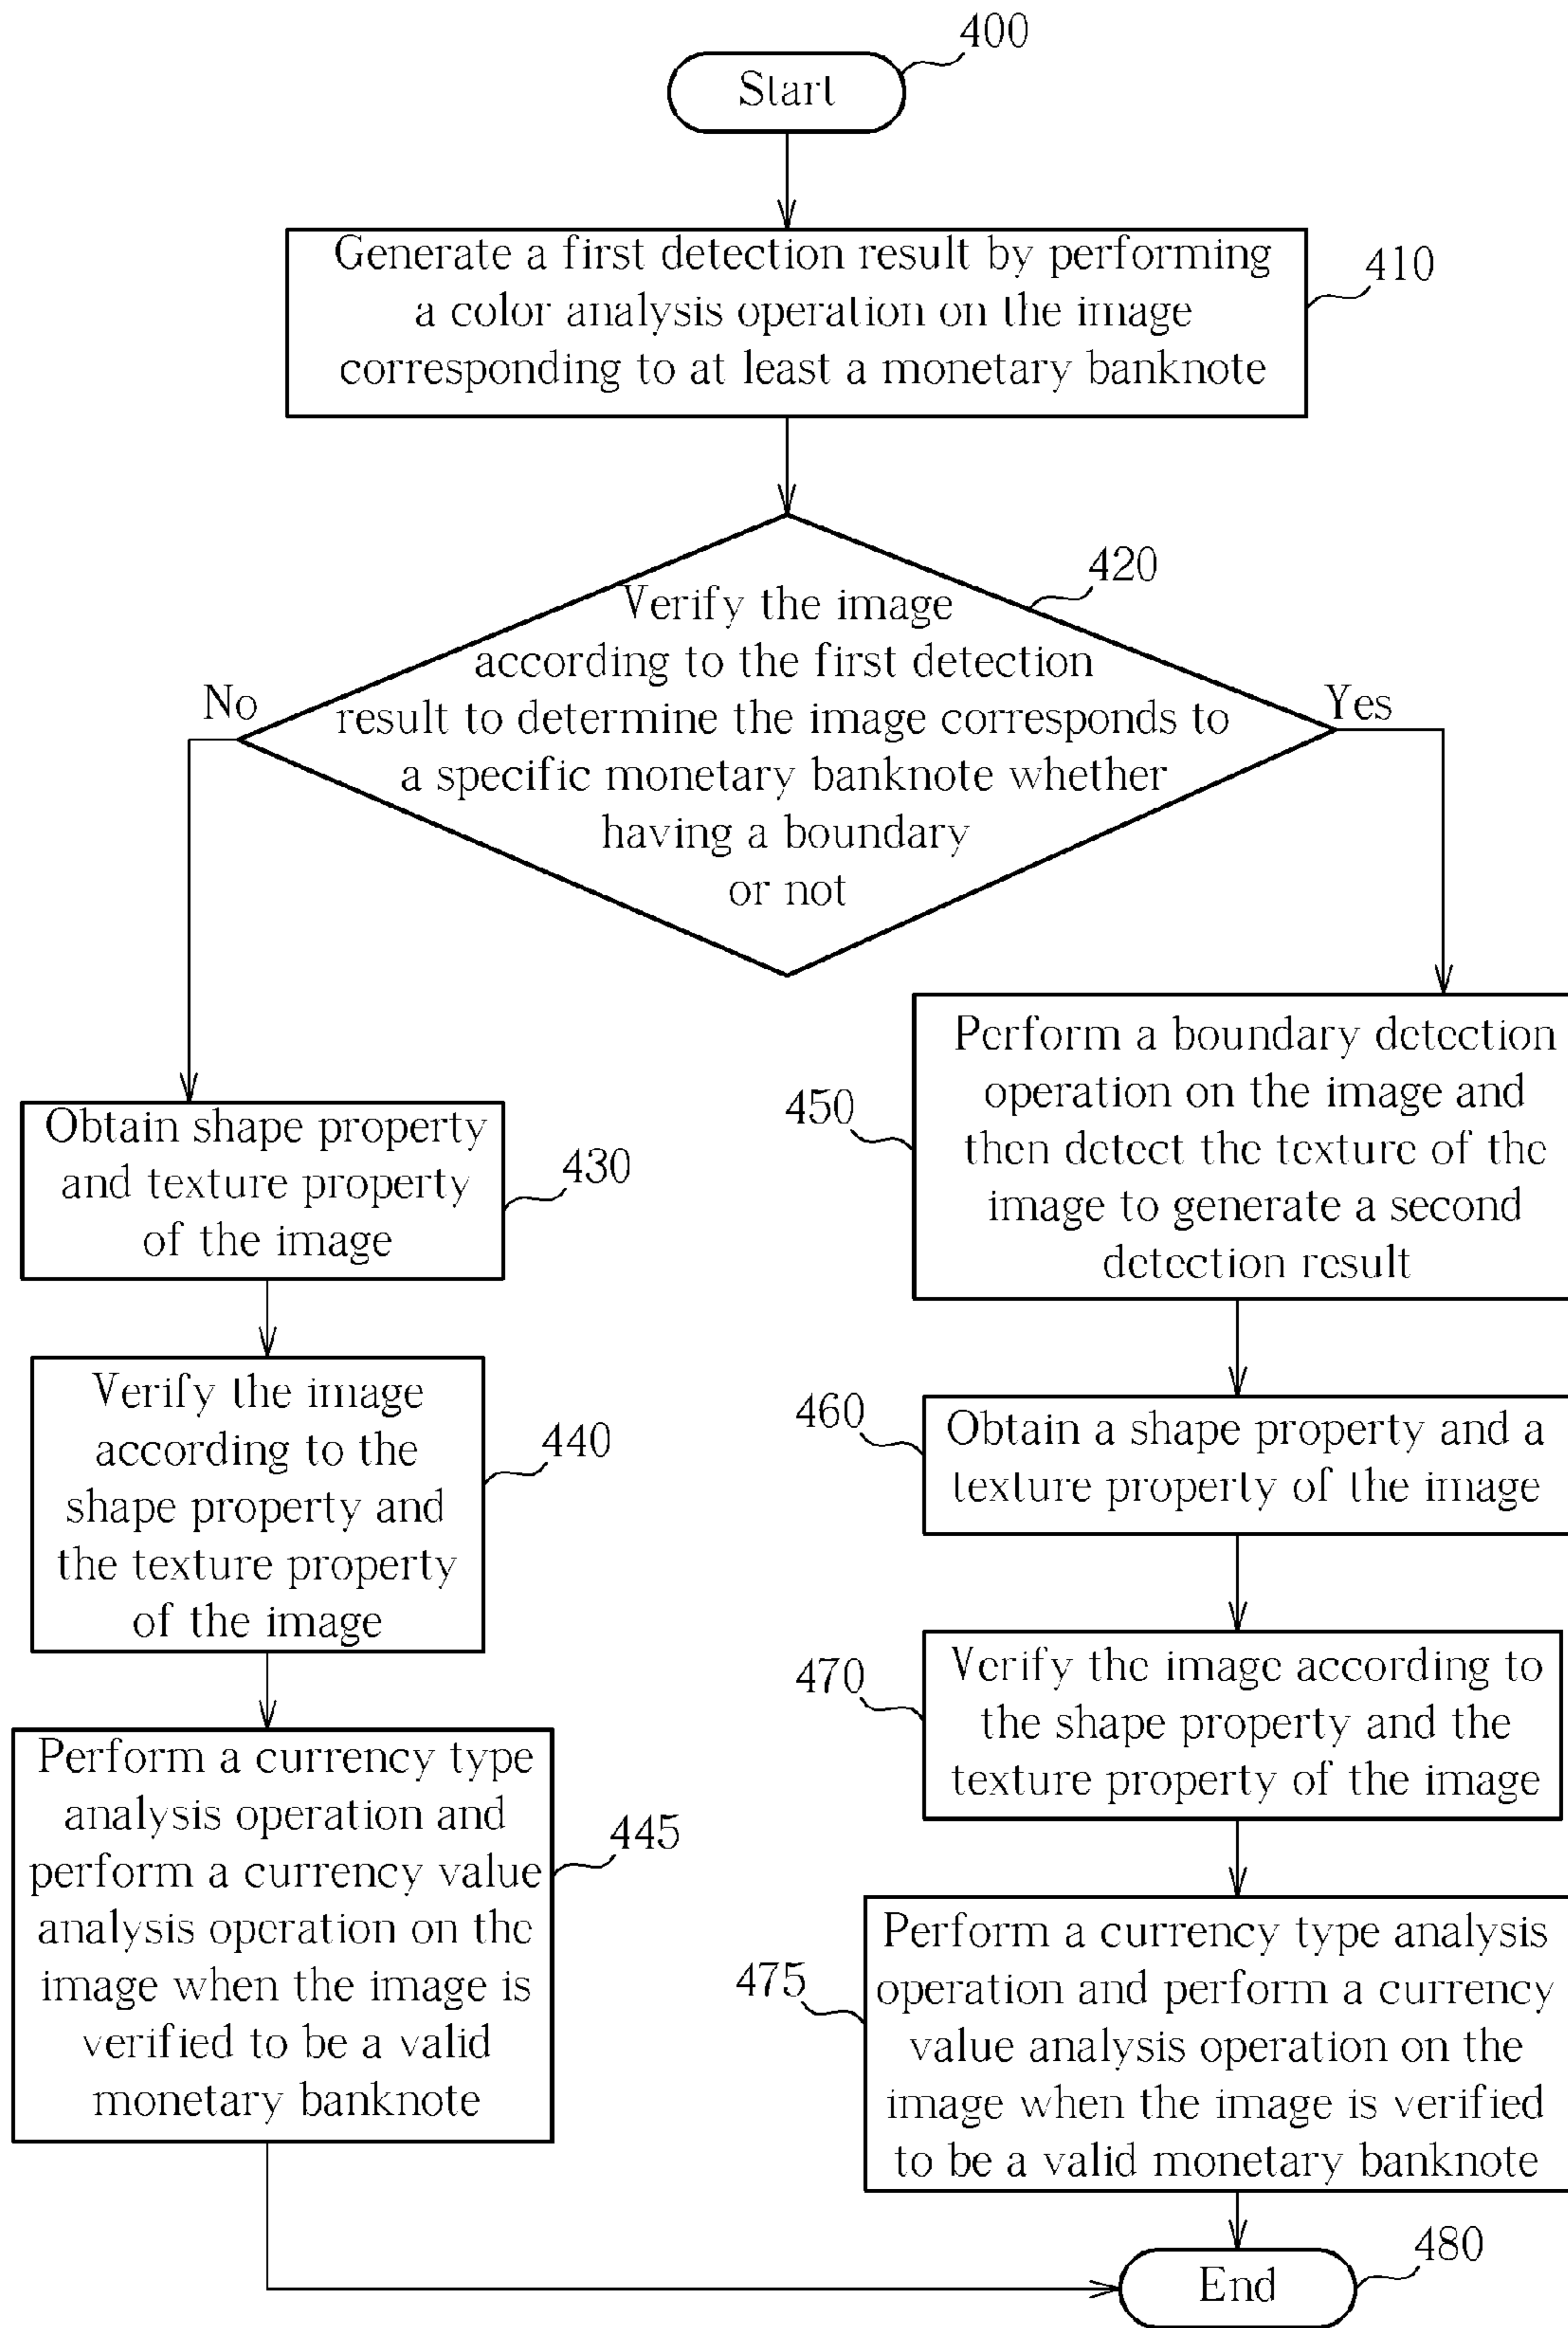 400
Start
Generate a first detection result by performing
a color analysis operation on the image
corresponding to at least a monetary banknote
410
420
Verify the image
according to the first detection
result to determine the image corresponds to
a specific monetary banknote whether
having a boundary
or not
No
Yes
Obtain shape property
and texture property
of the image
430
Verify the image
according to the
shape property and
the texture property
of the image
440
Perform a currency type
analysis operation and
perform a currency value
analysis operation on the
image when the image is
verified to be a valid
monetary banknote
445
450
Perform a boundary detection
operation on the image and
then detect the texture of the
image to generate a second
detection result
460
Obtain a shape property and a
texture property of the image
470
Verify the image according to
the shape property and the
texture property of the image
475
Perform a currency type analysis
operation and perform a currency
value analysis operation on the
image when the image is verified
to be a valid monetary banknote
480
End